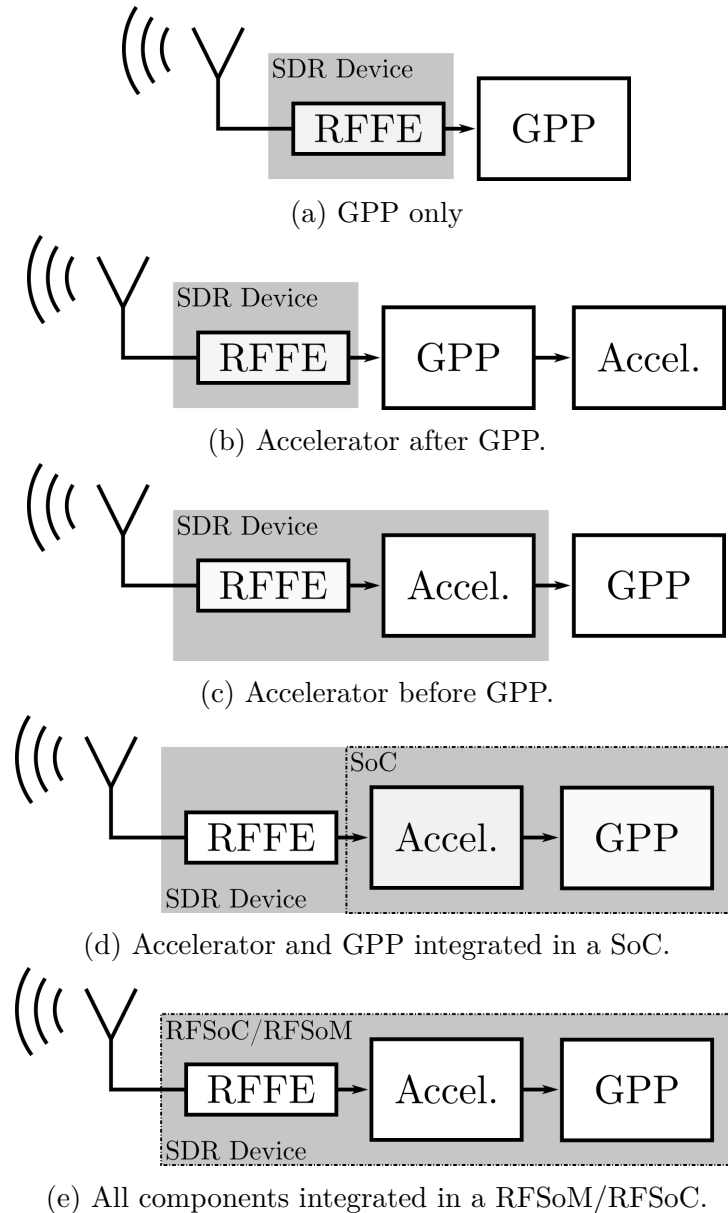 SDR Device
RFFE
GPP
(a) GPP only
SDR Device
RFFE
GPP
Accel.
(b) Accelerator after GPP.
SDR Device
RFFE
Accel.
GPP
(c) Accelerator before GPP.
SoC
RFFE
Accel.
GPP
SDR Device
(d) Accelerator and GPP integrated in a SoC.
RFSoC/RFSoM
RFFE
Accel.
GPP
SDR Device
(e) All components integrated in a RFSoM/RFSoC.